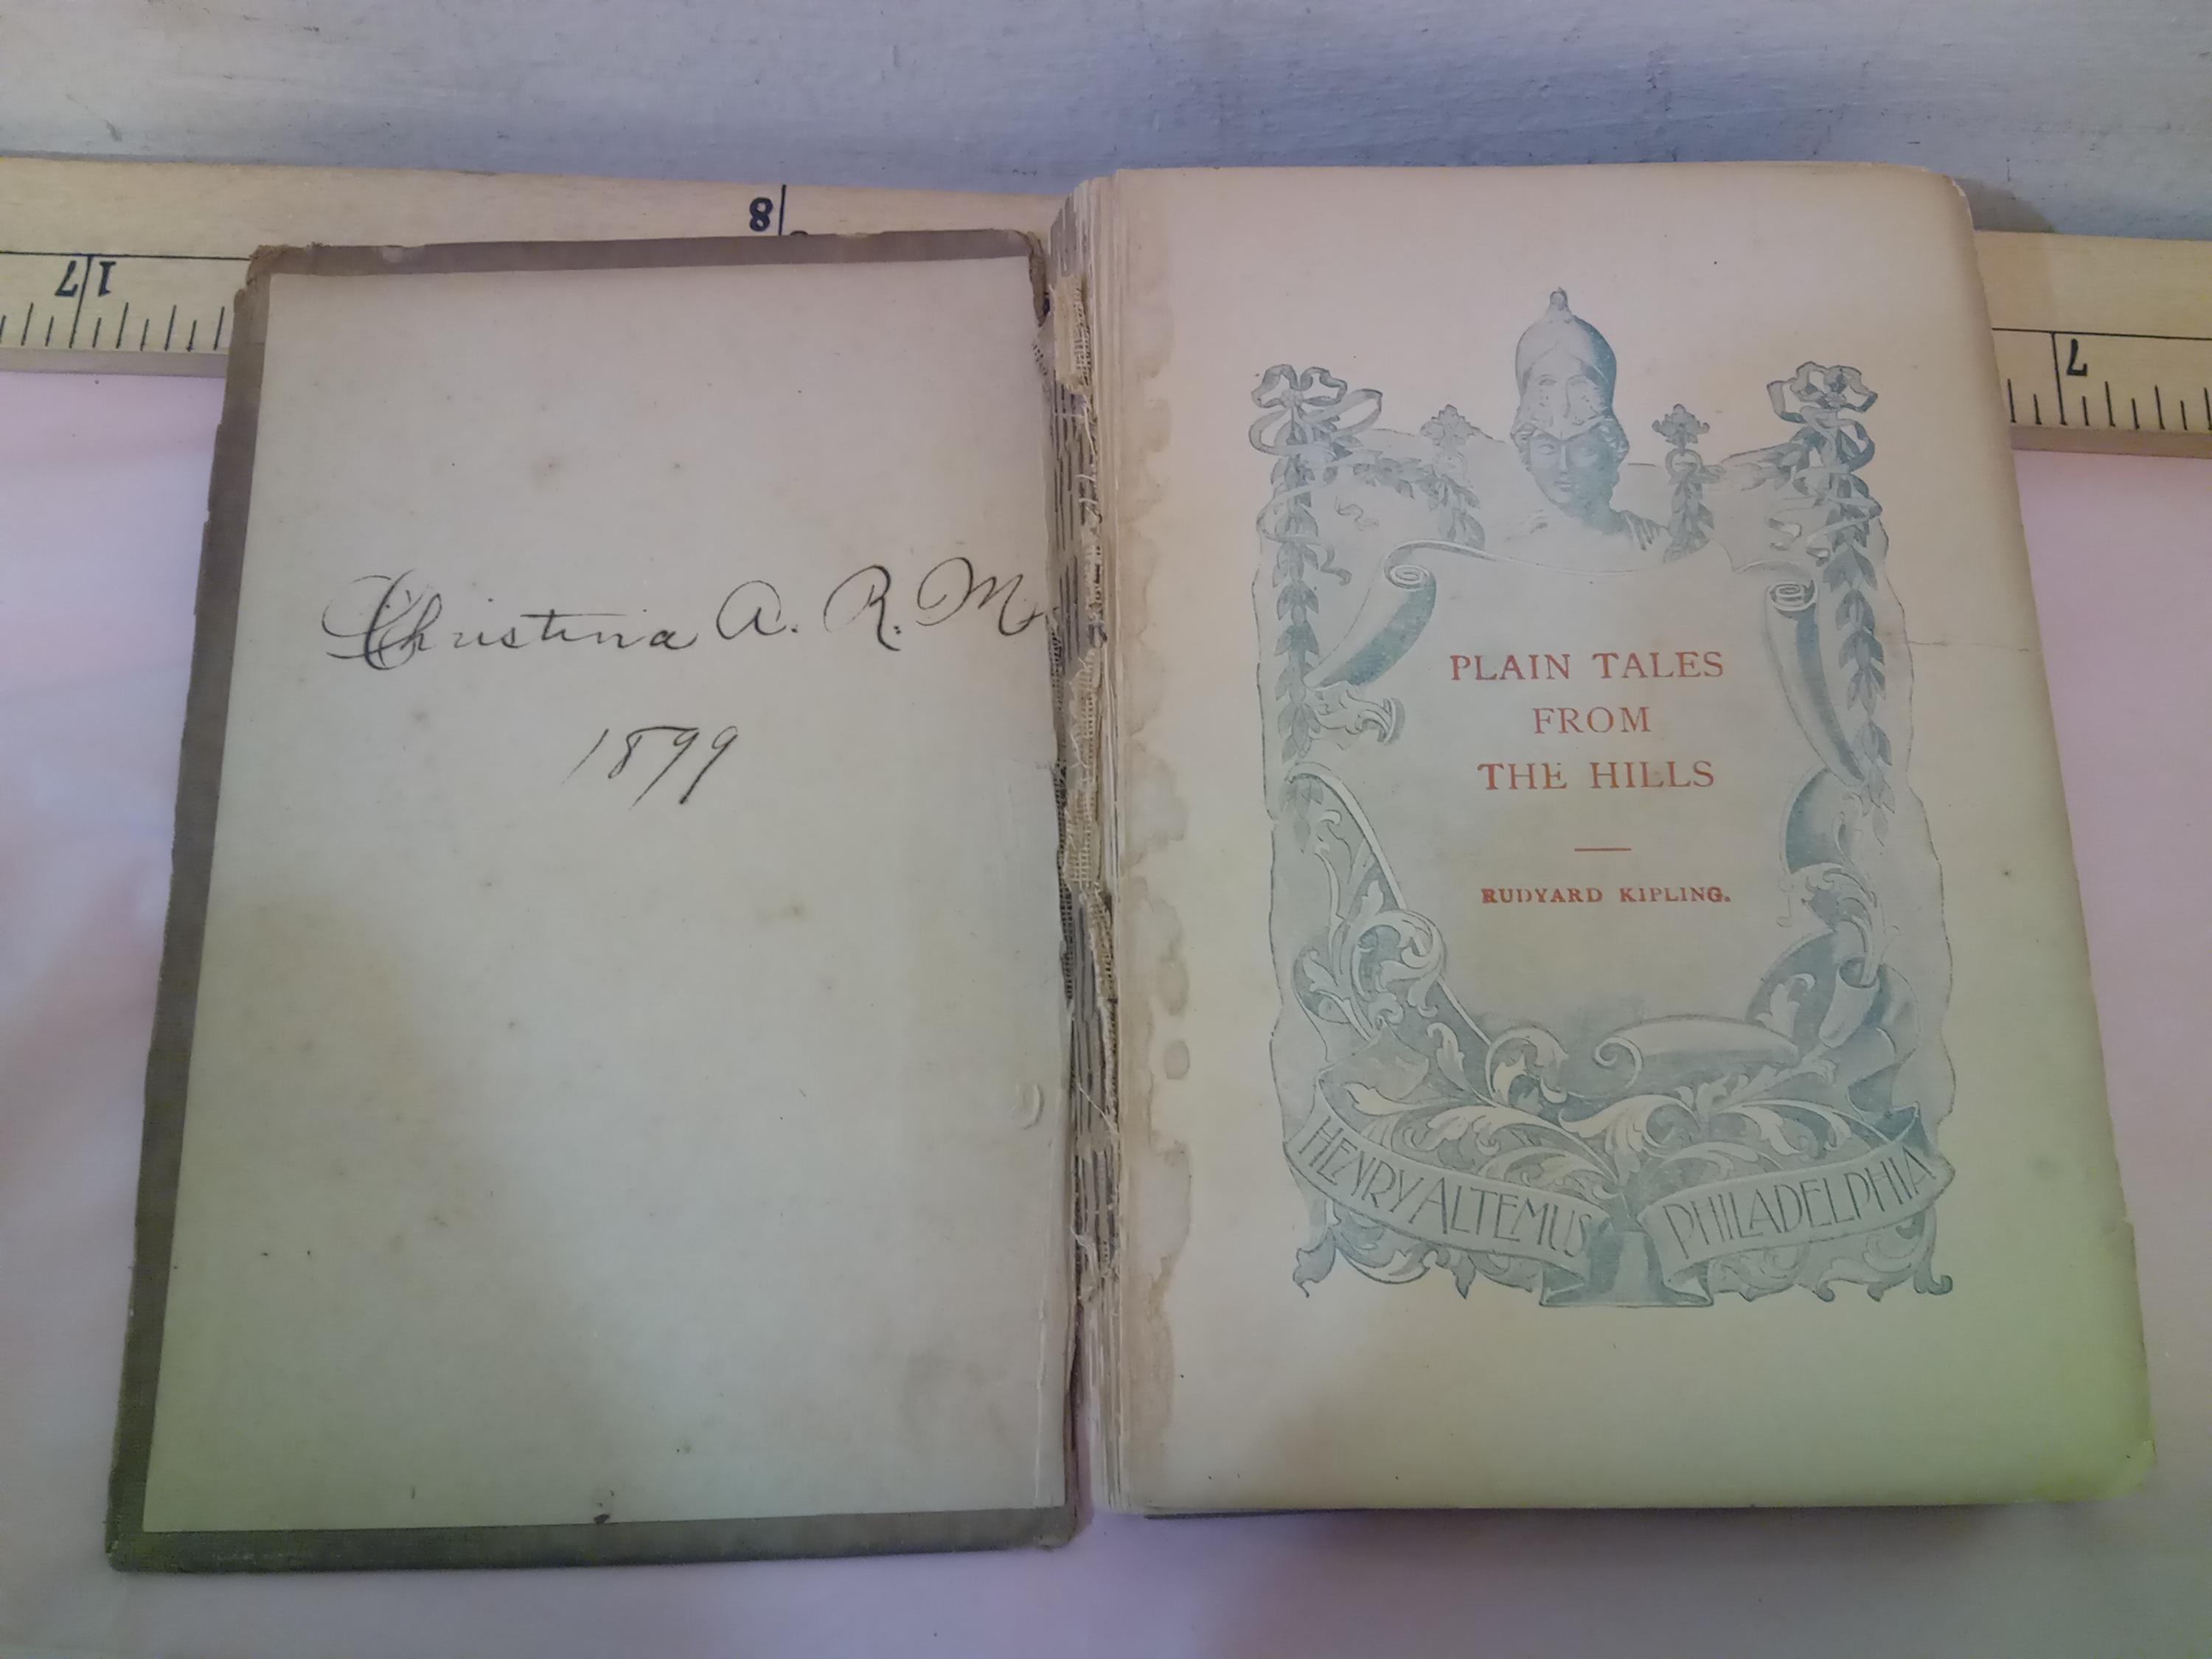 8
17
7
Christina A. R. M.
1899
PLAIN TALES
FROM
THE HILLS
RUDYARD KIPLING.
HENRY ALTEMUS PHILADELPHIA